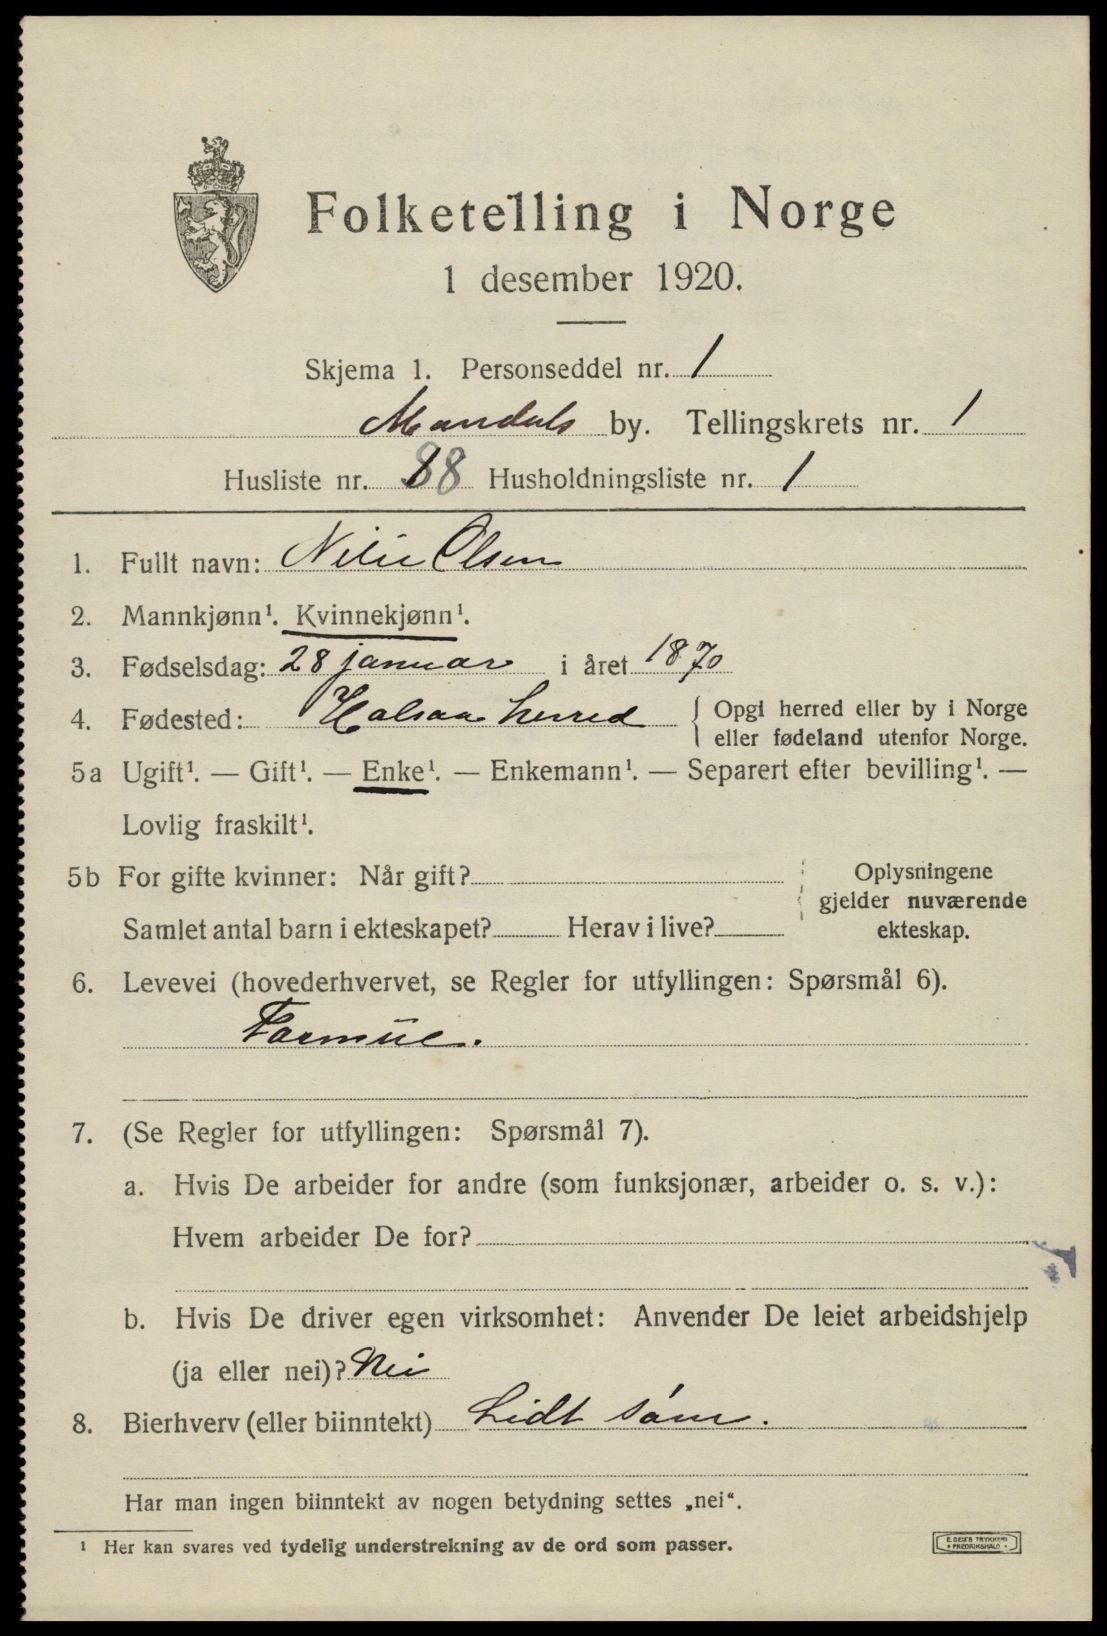 Folketelling i Norge
1 desember 1920.
Skjema 1. Personseddel nr. 1
Mandals by. Tellingskrets nr. 1
Husliste nr. 88 Husholdningsliste nr. 1
1. Fullt navn: Nilie Olsen
2. Mannkjønn¹. Kvinnekjønn¹.
3. Fødselsdag: 28 januar i året 1870
4. Fødested: Halsaa herred { Opgi herred eller by i Norge
eller fødeland utenfor Norge.
5a Ugift¹. — Gift¹. — Enke¹. — Enkemann¹. — Separert efter bevilling¹. —
Lovlig fraskilt¹.
5b For gifte kvinner: Når gift?
Samlet antal barn i ekteskapet? Herav i live?
Oplysningene
gjelder nuværende
ekteskap.
6. Levevei (hovederhvervet, se Regler for utfyllingen: Spørsmål 6).
Formue.
7. (Se Regler for utfyllingen: Spørsmål 7).
a. Hvis De arbeider for andre (som funksjonær, arbeider o. s. v.):
Hvem arbeider De for?
b. Hvis De driver egen virksomhet: Anvender De leiet arbeidshjelp
(ja eller nei)? Nei
8. Bierhverv (eller biinntekt) Lidt søm.
Har man ingen biinntekt av nogen betydning settes „nei“.
¹ Her kan svares ved tydelig understrekning av de ord som passer.
E. SEM'S TRYKKERI
• FREDRIKSHALD •